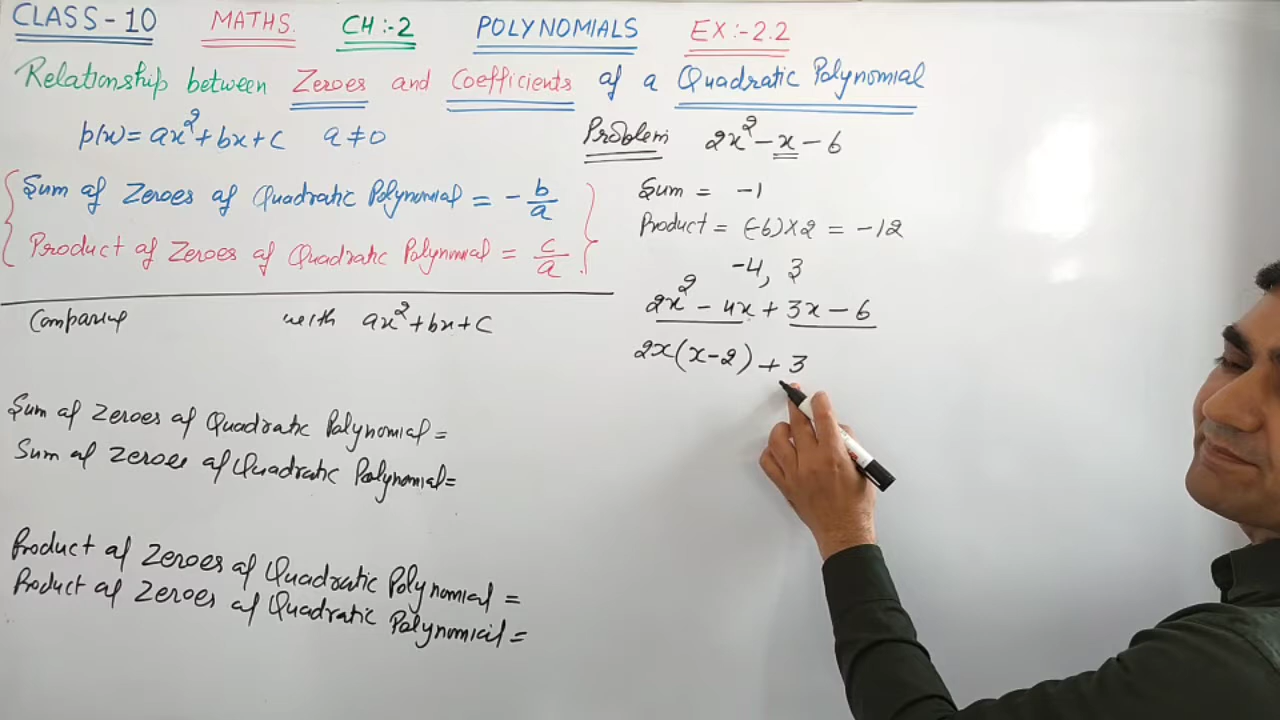 CLASS-10 MATHS. CH:-2 POLYNOMIALS EX:-2.2
Relationship between Zeroes and Coefficients of a Quadratic Polynomial
p(x)= ax²+bx+c a≠0
Sum of Zeroes of Quadratic Polynomial = -b/a
Product of Zeroes of Quadratic Polynomial = c/a
Comparing with ax²+bx+c
Sum of Zeroes of Quadratic Polynomial=
Sum of Zeroes of Quadratic Polynomial=
Product of Zeroes of Quadratic Polynomial =
Product of Zeroes of Quadratic Polynomial=
Problem 2x²-x-6
Sum = -1
Product = (-6)×2 = -12
-4, 3
2x² - 4x + 3x - 6
2x(x-2) + 3